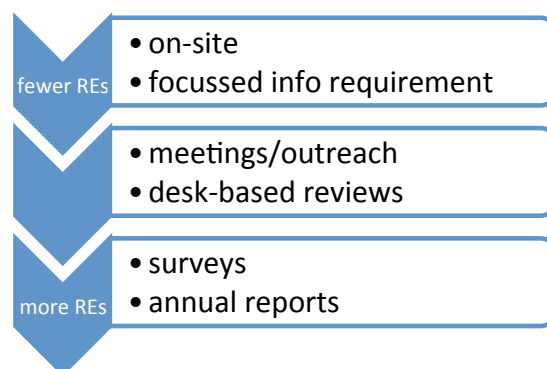 fewer REs
• on-site
• focussed info requirement
• meetings/outreach
• desk-based reviews
more REs
• surveys
• annual reports